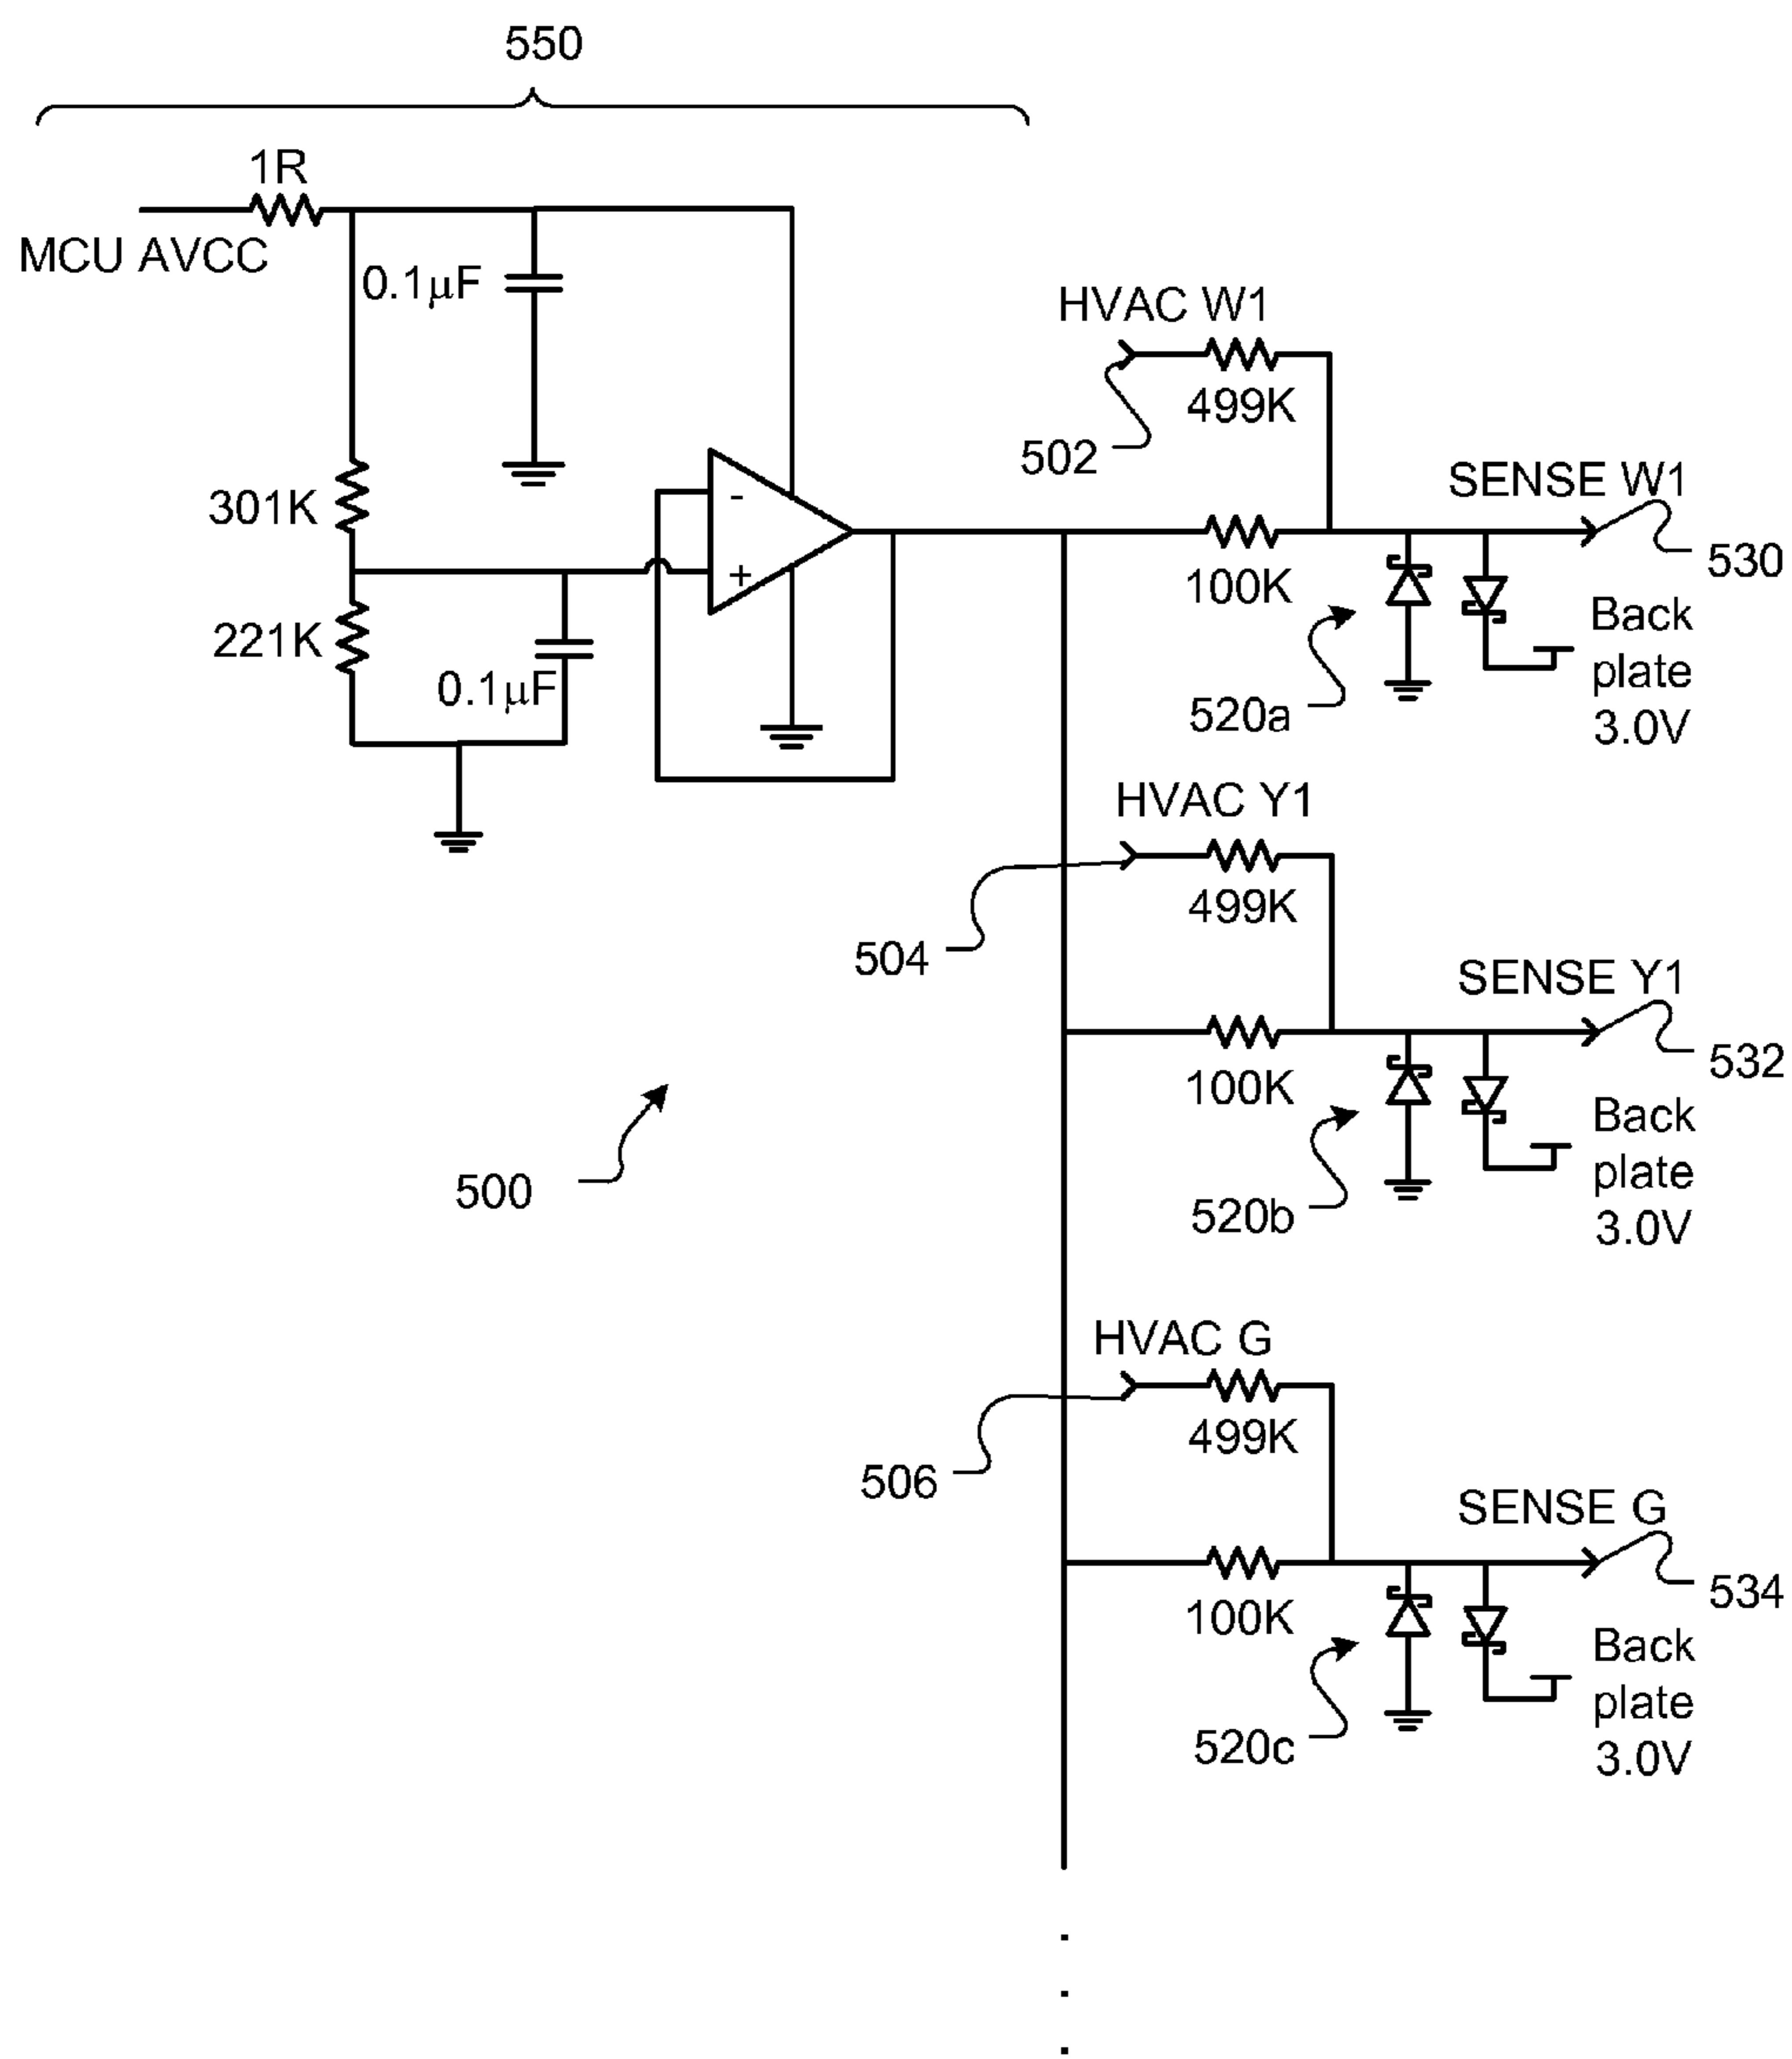 550
1R
MCU AVCC
0.1μF
HVAC W1
499K
502
SENSE W1
301K
-
+
100K
530
221K
0.1μF
Back
plate
3.0V
520a
HVAC Y1
499K
504
SENSE Y1
100K
532
500
Back
plate
3.0V
520b
HVAC G
499K
506
SENSE G
100K
534
Back
plate
3.0V
520c